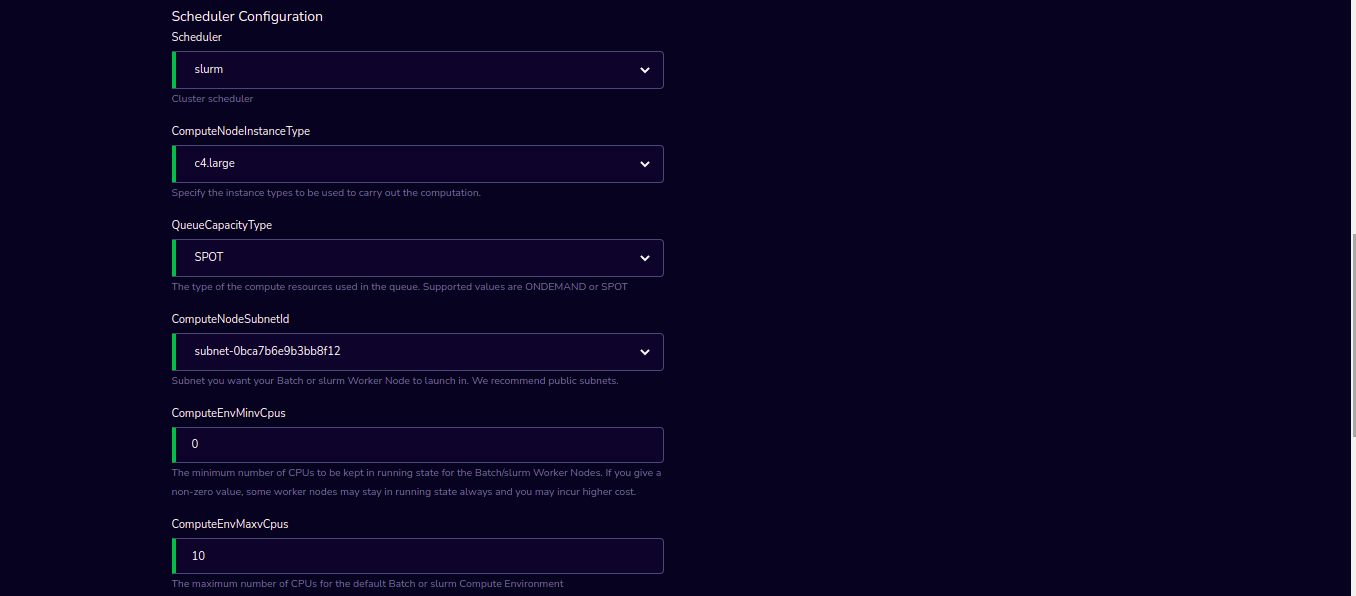 Scheduler Configuration
Scheduler
slurm
Cluster scheduler
ComputeNodeInstanceType
c4.large
Specify the instance types to be used to carry out the computation.
QueueCapacityType
SPOT
The type of the compute resources used in the queue. Supported values are ONDEMAND or SPOT
ComputeNodeSubnetId
subnet-0bca7b6e9b3bb8f12
Subnet you want your Batch or slurm Worker Node to launch in. We recommend public subnets.
ComputeEnvMinvCpus
0
The minimum number of CPUs to be kept in running state for the Batch/slurm Worker Nodes. If you give a
non-zero value, some worker nodes may stay in running state always and you may incur higher cost.
ComputeEnvMaxvCpus
10
The maximum number of CPUs for the default Batch or slurm Compute Environment